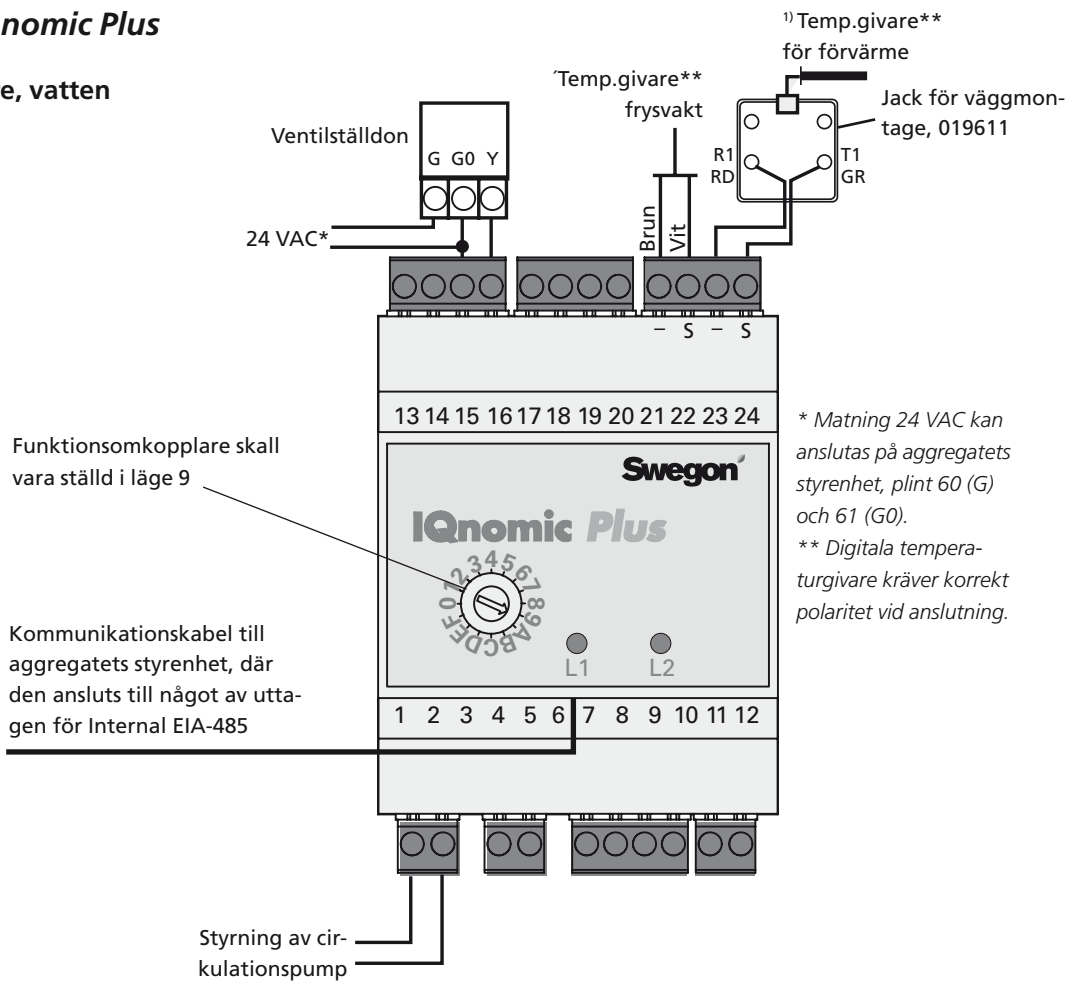 nomic Plus
e, vatten
1) Temp.givare**
för förvärme
´Temp.givare**
frysvakt
Jack för väggmon-
tage, 019611
Ventilställdon
G G0 Y
R1
RD
T1
GR
Brun
Vit
24 VAC*
– S – S
13 14 15 16 17 18 19 20 21 22 23 24
Funktionsomkopplare skall
vara ställd i läge 9
Swegon
IQnomic Plus
0 1 2 3 4 5 6 7 8 9 A B C D E F
L1
L2
* Matning 24 VAC kan
anslutas på aggregatets
styrenhet, plint 60 (G)
och 61 (G0).
** Digitala tempera-
turgivare kräver korrekt
polaritet vid anslutning.
Kommunikationskabel till
aggregatets styrenhet, där
den ansluts till något av utta-
gen för Internal EIA-485
1 2 3 4 5 6 7 8 9 10 11 12
Styrning av cir-
kulationspump